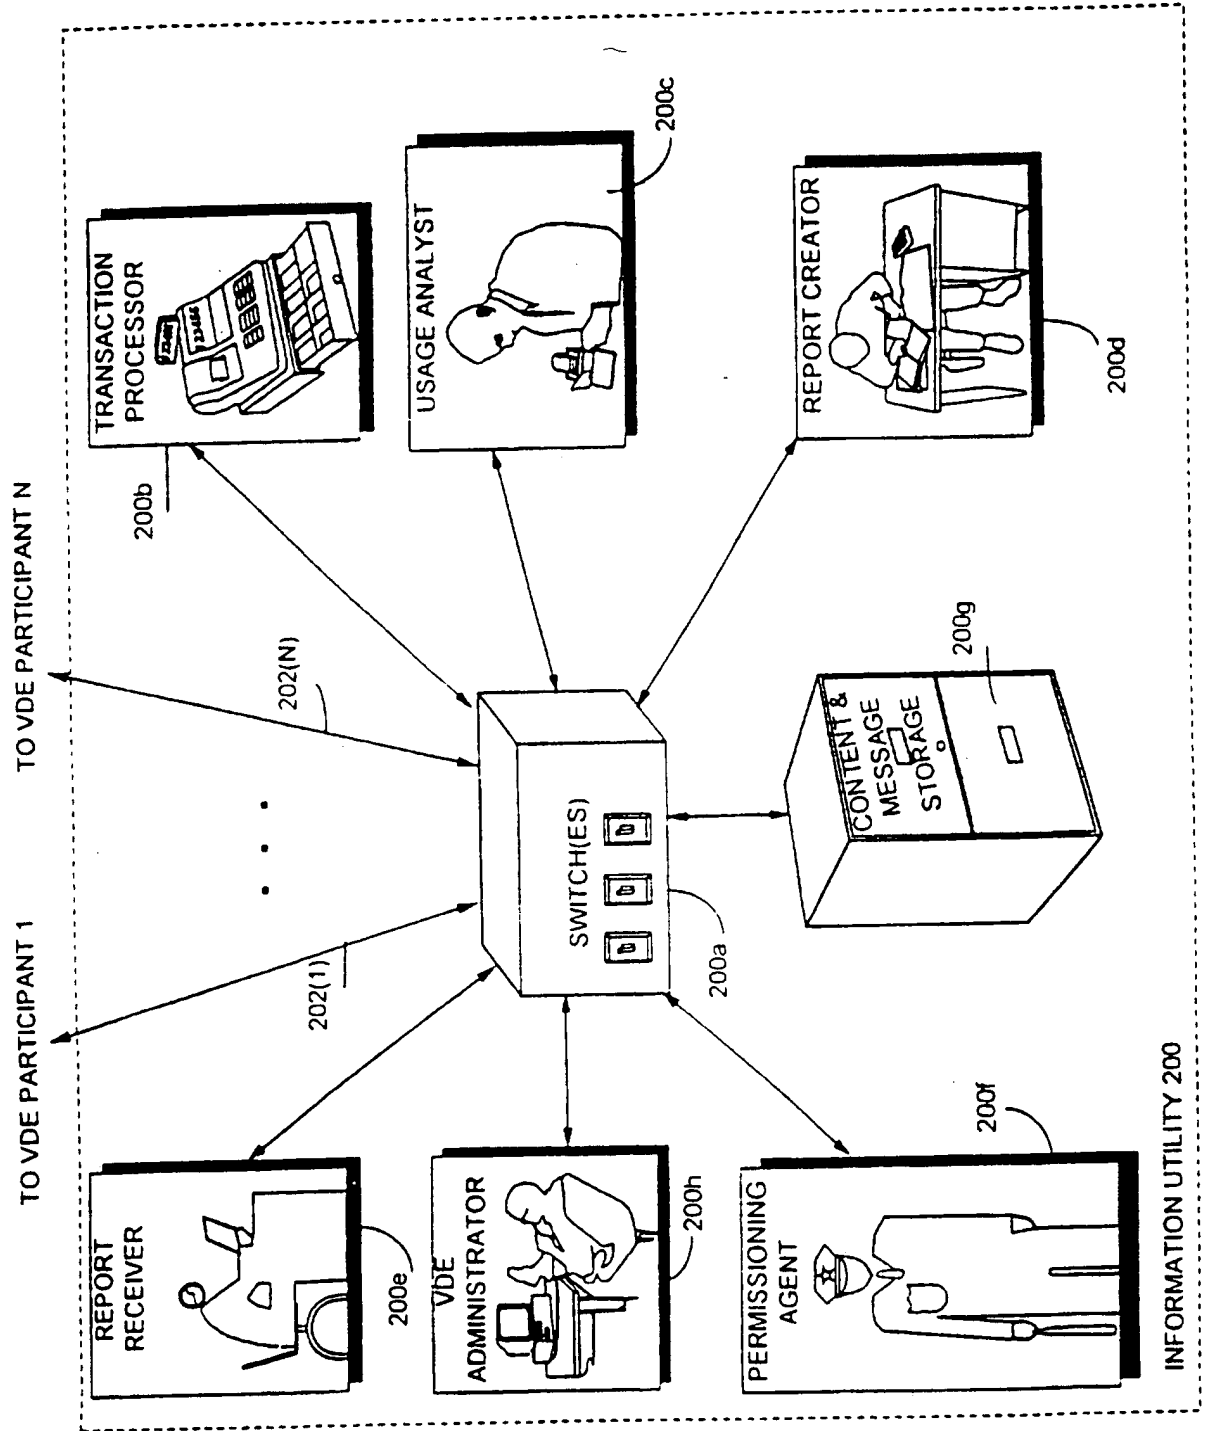 TO VDE PARTICIPANT 1
TO VDE PARTICIPANT N
202(1)
202(N)
REPORT
RECEIVER
200e
TRANSACTION
PROCESSOR
200b
VDE
ADMINISTRATOR
200h
SWITCH(ES)
200a
USAGE ANALYST
200c
PERMISSIONING
AGENT
200f
CONTENT &
MESSAGE
STORAGE
200g
REPORT CREATOR
200d
INFORMATION UTILITY 200